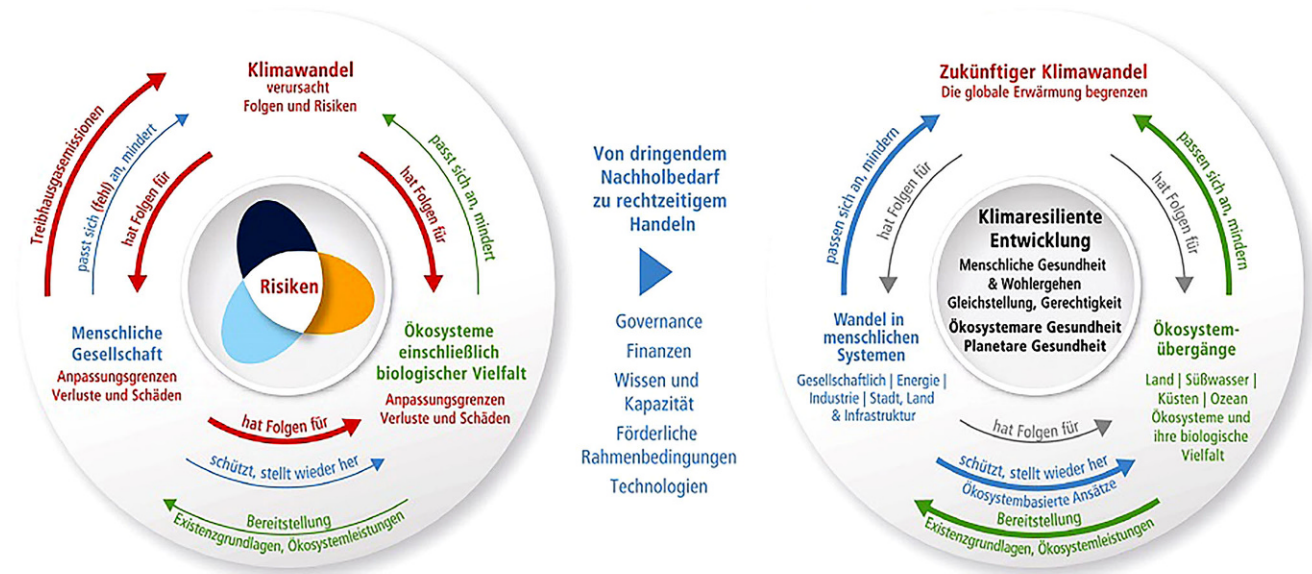 Klimawandel
verursacht
Folgen und Risiken
Treibhausgasemissionen
passt sich (fehl) an, mindert
hat Folgen für
hat Folgen für
passt sich an, mindert
Risiken
Menschliche
Gesellschaft
Anpassungsgrenzen
Verluste und Schäden
Ökosysteme
einschließlich
biologischer Vielfalt
Anpassungsgrenzen
Verluste und Schäden
hat Folgen für
schützt, stellt wieder her
Bereitstellung
Existenzgrundlagen, Ökosystemleistungen
Von dringendem
Nachholbedarf
zu rechtzeitigem
Handeln
Governance
Finanzen
Wissen und
Kapazität
Förderliche
Rahmenbedingungen
Technologien
Zukünftiger Klimawandel
Die globale Erwärmung begrenzen
passen sich an, mindern
hat Folgen für
hat Folgen für
passen sich an, mindern
Klimaresiliente
Entwicklung
Menschliche Gesundheit
& Wohlergehen
Gleichstellung, Gerechtigkeit
Ökosystemare Gesundheit
Planetare Gesundheit
Wandel in
menschlichen
Systemen
Gesellschaftlich | Energie |
Industrie | Stadt, Land
& Infrastruktur
Ökosystem-
übergänge
Land | Süßwasser |
Küsten | Ozean
Ökosysteme und
ihre biologische
Vielfalt
hat Folgen für
schützt, stellt wieder her
Ökosystembasierte Ansätze
Bereitstellung
Existenzgrundlagen, Ökosystemleistungen